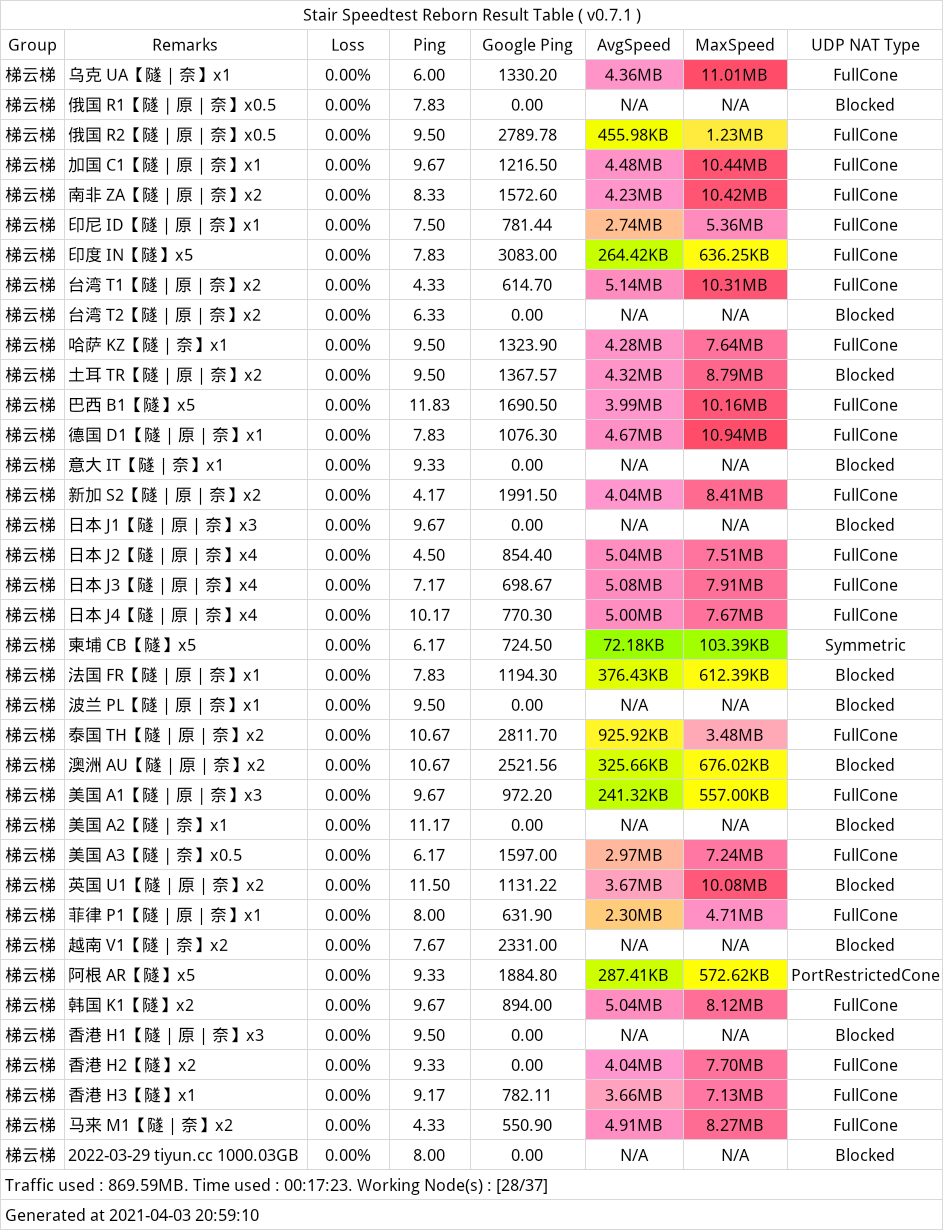 Stair Speedtest Reborn Result Table ( v0.7.1 )
Group Remarks Loss Ping Google Ping AvgSpeed MaxSpeed UDP NAT Type
梯云梯 乌克 UA【隧 | 奈】x1 0.00% 6.00 1330.20 4.36MB 11.01MB FullCone
梯云梯 俄国 R1【隧 | 原 | 奈】x0.5 0.00% 7.83 0.00 N/A N/A Blocked
梯云梯 俄国 R2【隧 | 原 | 奈】x0.5 0.00% 9.50 2789.78 455.98KB 1.23MB FullCone
梯云梯 加国 C1【隧 | 原 | 奈】x1 0.00% 9.67 1216.50 4.48MB 10.44MB FullCone
梯云梯 南非 ZA【隧 | 原 | 奈】x2 0.00% 8.33 1572.60 4.23MB 10.42MB FullCone
梯云梯 印尼 ID【隧 | 原 | 奈】x1 0.00% 7.50 781.44 2.74MB 5.36MB FullCone
梯云梯 印度 IN【隧】x5 0.00% 7.83 3083.00 264.42KB 636.25KB FullCone
梯云梯 台湾 T1【隧 | 原 | 奈】x2 0.00% 4.33 614.70 5.14MB 10.31MB FullCone
梯云梯 台湾 T2【隧 | 原 | 奈】x2 0.00% 6.33 0.00 N/A N/A Blocked
梯云梯 哈萨 KZ【隧 | 奈】x1 0.00% 9.50 1323.90 4.28MB 7.64MB FullCone
梯云梯 土耳 TR【隧 | 原 | 奈】x2 0.00% 9.50 1367.57 4.32MB 8.79MB Blocked
梯云梯 巴西 B1【隧】x5 0.00% 11.83 1690.50 3.99MB 10.16MB FullCone
梯云梯 德国 D1【隧 | 原 | 奈】x1 0.00% 7.83 1076.30 4.67MB 10.94MB FullCone
梯云梯 意大 IT【隧 | 奈】x1 0.00% 9.33 0.00 N/A N/A Blocked
梯云梯 新加 S2【隧 | 原 | 奈】x2 0.00% 4.17 1991.50 4.04MB 8.41MB FullCone
梯云梯 日本 J1【隧 | 原 | 奈】x3 0.00% 9.67 0.00 N/A N/A Blocked
梯云梯 日本 J2【隧 | 原 | 奈】x4 0.00% 4.50 854.40 5.04MB 7.51MB FullCone
梯云梯 日本 J3【隧 | 原 | 奈】x4 0.00% 7.17 698.67 5.08MB 7.91MB FullCone
梯云梯 日本 J4【隧 | 原 | 奈】x4 0.00% 10.17 770.30 5.00MB 7.67MB FullCone
梯云梯 柬埔 CB【隧】x5 0.00% 6.17 724.50 72.18KB 103.39KB Symmetric
梯云梯 法国 FR【隧 | 原 | 奈】x1 0.00% 7.83 1194.30 376.43KB 612.39KB Blocked
梯云梯 波兰 PL【隧 | 原 | 奈】x1 0.00% 9.50 0.00 N/A N/A Blocked
梯云梯 泰国 TH【隧 | 原 | 奈】x2 0.00% 10.67 2811.70 925.92KB 3.48MB FullCone
梯云梯 澳洲 AU【隧 | 原 | 奈】x2 0.00% 10.67 2521.56 325.66KB 676.02KB Blocked
梯云梯 美国 A1【隧 | 原 | 奈】x3 0.00% 9.67 972.20 241.32KB 557.00KB FullCone
梯云梯 美国 A2【隧 | 奈】x1 0.00% 11.17 0.00 N/A N/A Blocked
梯云梯 美国 A3【隧 | 奈】x0.5 0.00% 6.17 1597.00 2.97MB 7.24MB FullCone
梯云梯 英国 U1【隧 | 原 | 奈】x2 0.00% 11.50 1131.22 3.67MB 10.08MB Blocked
梯云梯 菲律 P1【隧 | 原 | 奈】x1 0.00% 8.00 631.90 2.30MB 4.71MB FullCone
梯云梯 越南 V1【隧 | 奈】x2 0.00% 7.67 2331.00 N/A N/A Blocked
梯云梯 阿根 AR【隧】x5 0.00% 9.33 1884.80 287.41KB 572.62KB PortRestrictedCone
梯云梯 韩国 K1【隧 | 奈】x2 0.00% 9.67 894.00 5.04MB 8.12MB FullCone
梯云梯 香港 H1【隧 | 原 | 奈】x3 0.00% 9.50 0.00 N/A N/A Blocked
梯云梯 香港 H2【隧】x2 0.00% 9.33 0.00 4.04MB 7.70MB FullCone
梯云梯 香港 H3【隧】x1 0.00% 9.17 782.11 3.66MB 7.13MB FullCone
梯云梯 马来 M1【隧 | 奈】x2 0.00% 4.33 550.90 4.91MB 8.27MB FullCone
梯云梯 2022-03-29 tiyun.cc 1000.03GB 0.00% 8.00 0.00 N/A N/A Blocked
Traffic used : 869.59MB. Time used : 00:17:23. Working Node(s) : [28/37]
Generated at 2021-04-03 20:59:10